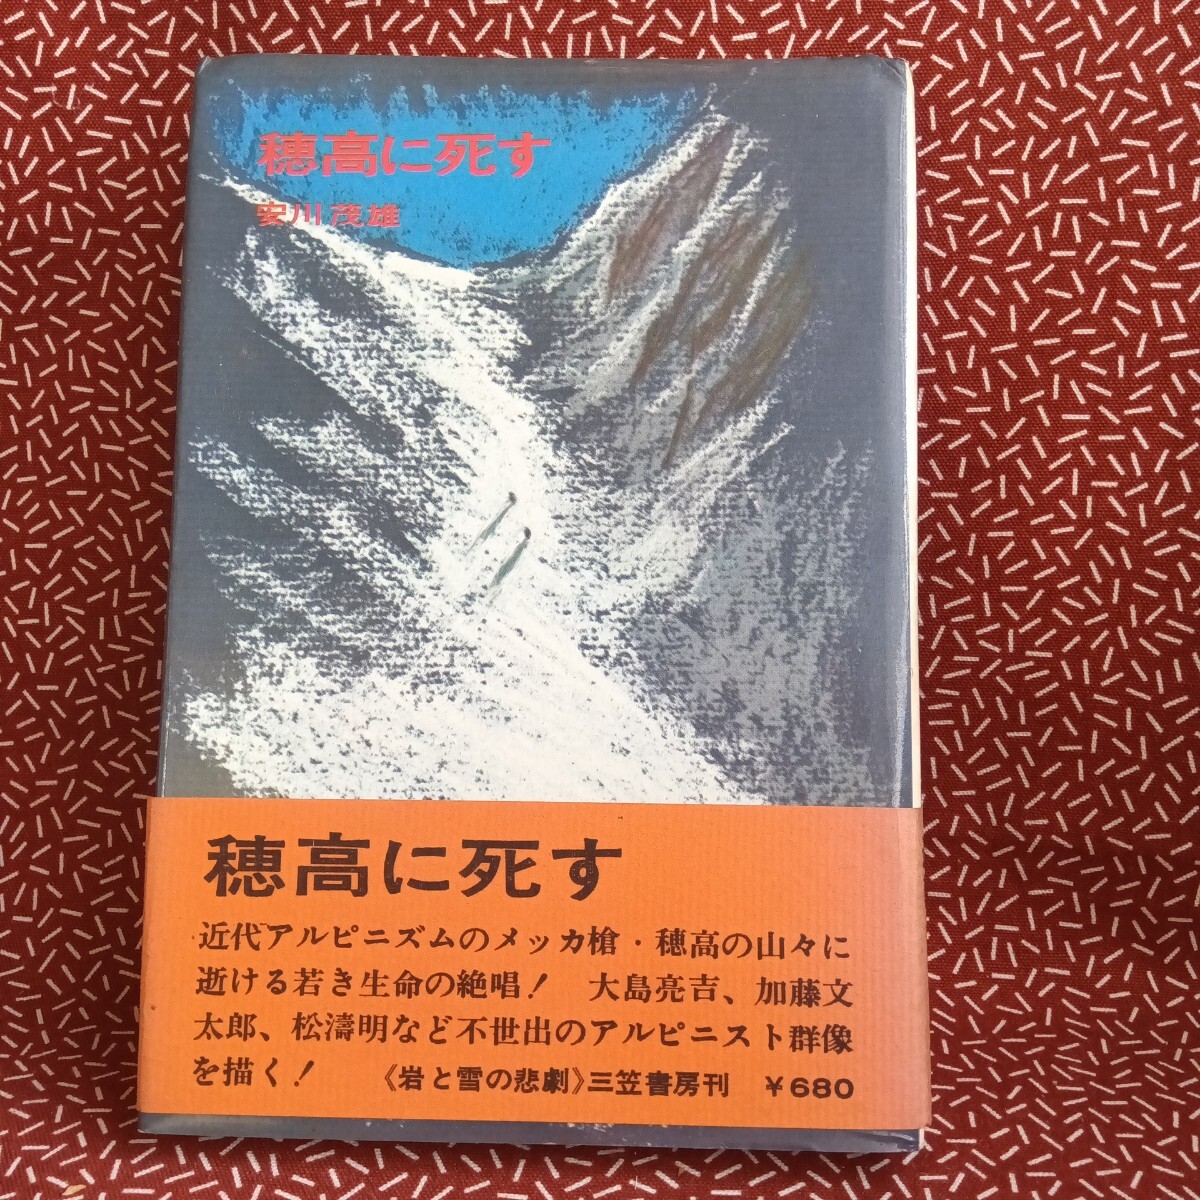 穂高に死す
安川茂雄
穂高に死す
近代アルピニズムのメッカ槍・穂高の山々に
逝ける若き生命の絶唱! 大島亮吉、加藤文
太郎、松濤明など不世出のアルピニスト群像
を描く! 《岩と雪の悲劇》三笠書房刊 ¥680